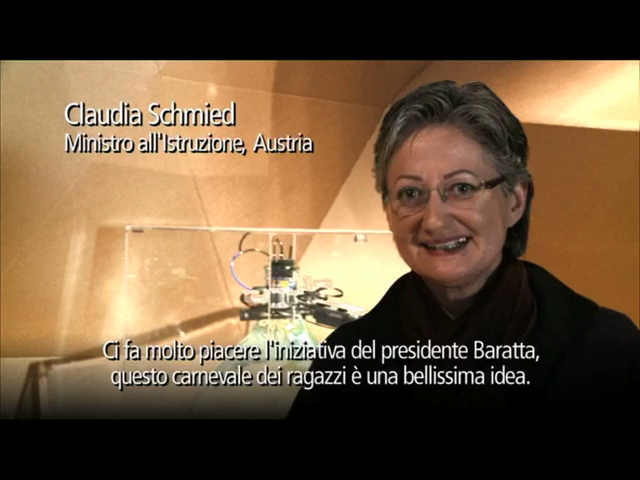 Claudia Schmied
Ministro all'Istruzione, Austria
Ci fa molto piacere l'iniziativa del presidente Baratta,
questo carnevale dei ragazzi è una bellissima idea.